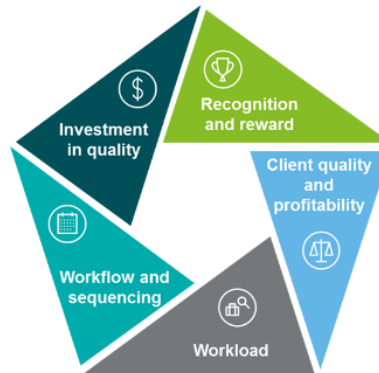 Recognition
and reward
Client quality
and
profitability
Workload
Workflow and
sequencing
Investment
in quality
$